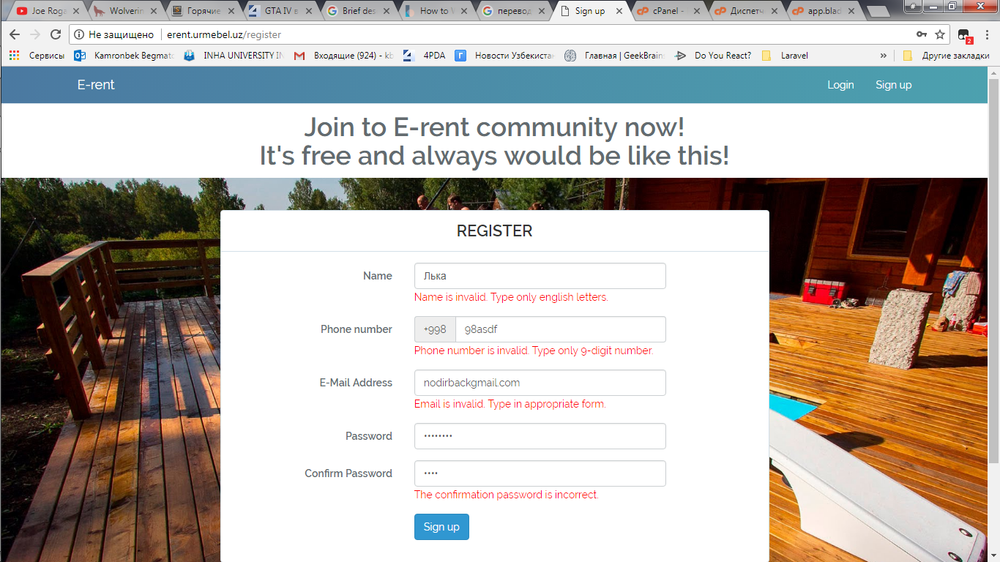 Joe Roga
Wolverin
Горячие
GTA IV в
Brief des
How to W
перевод
Sign up
cPanel -
Диспетч
app.blad
Не защищено
erent.urmebel.uz/register
2
Сервисы
Kamronbek Begmato
INHA UNIVERSITY IN
Входящие (924) - kb
4PDA
Новости Узбекистан
Главная | GeekBrain
Do You React?
Laravel
»
Другие закладки
E-rent
Login
Sign up
Join to E-rent community now!
It's free and always would be like this!
REGISTER
Name
Лька
Name is invalid. Type only english letters.
Phone number
+998
98asdf
Phone number is invalid. Type only 9-digit number.
E-Mail Address
nodirbackgmail.com
Email is invalid. Type in appropriate form.
Password
••••••••
Confirm Password
••••
The confirmation password is incorrect.
Sign up